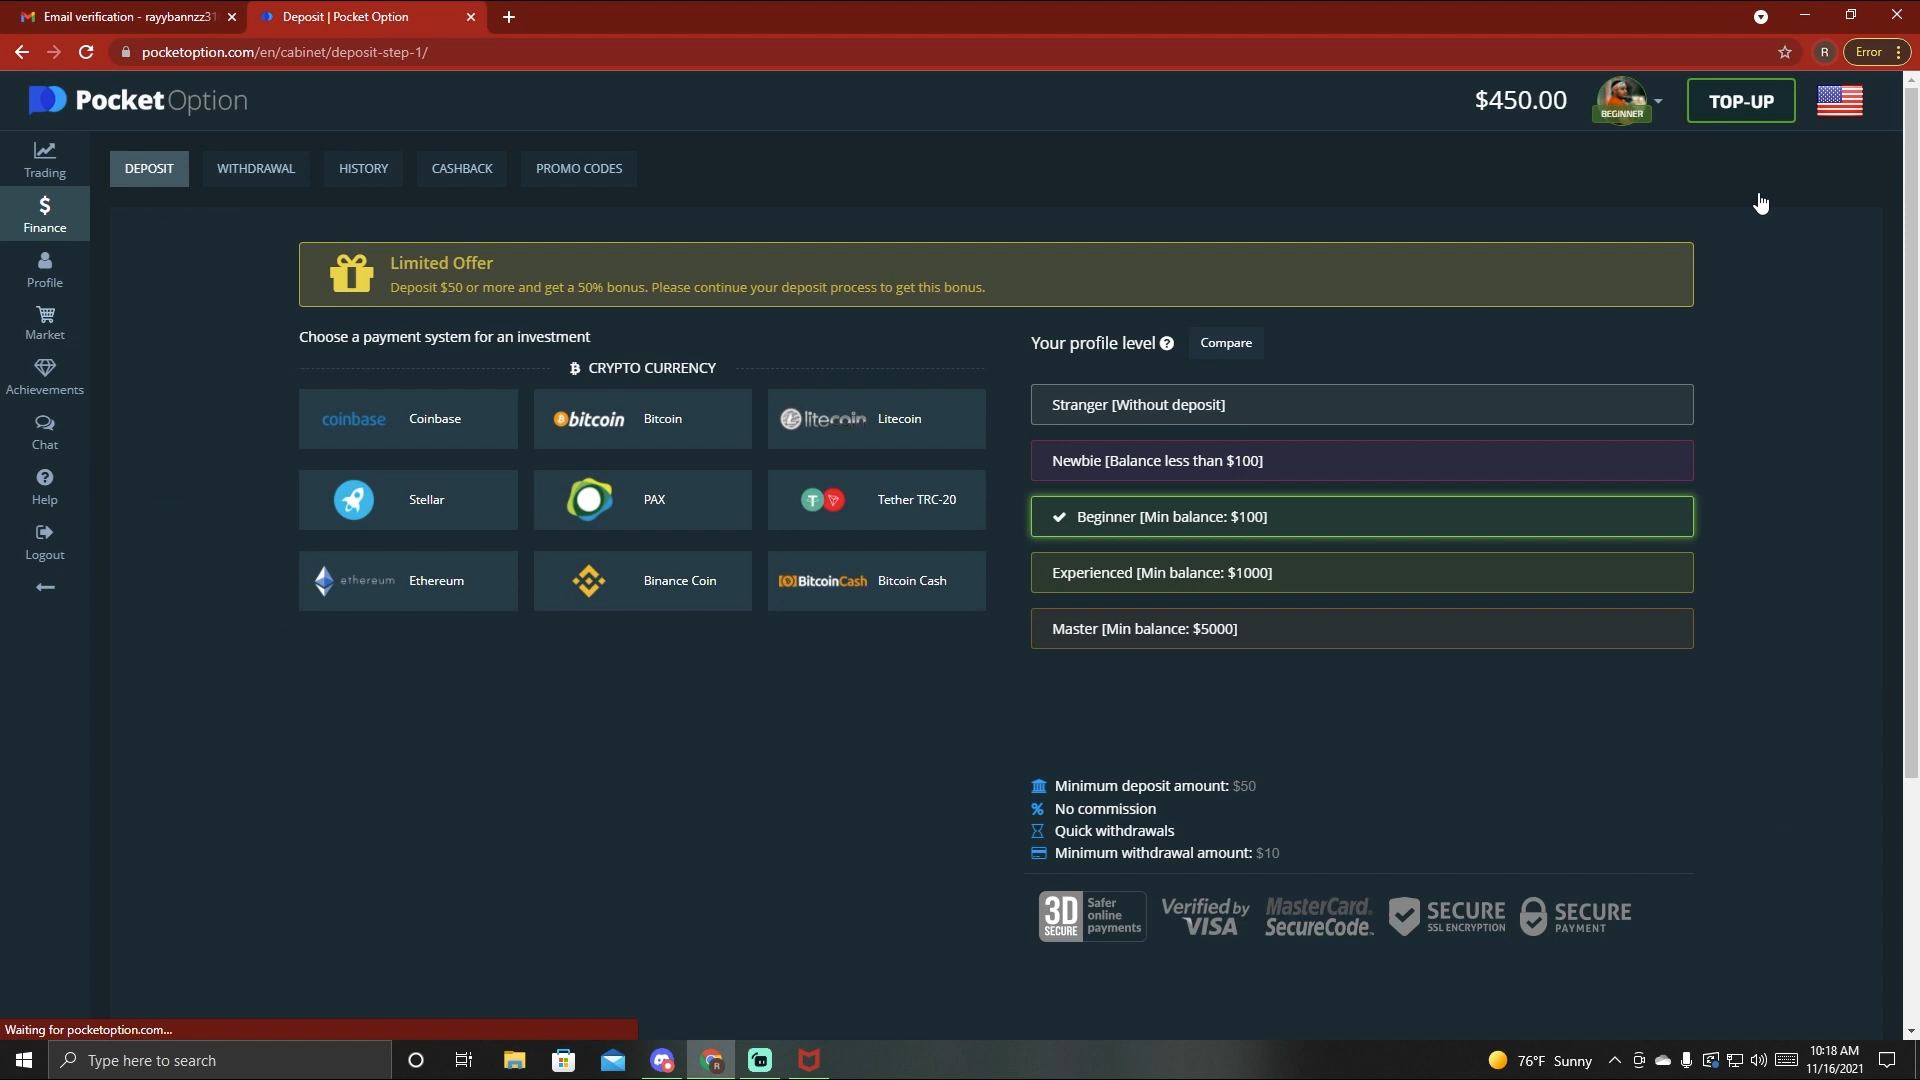 Email verification - rayybannzz31
Deposit | Pocket Option
pocketoption.com/en/cabinet/deposit-step-1/
R
Error
PocketOption
$450.00
BEGINNER
TOP-UP
Trading
Finance
Profile
Market
Achievements
Chat
Help
Logout
DEPOSIT
WITHDRAWAL
HISTORY
CASHBACK
PROMO CODES
Limited Offer
Deposit $50 or more and get a 50% bonus. Please continue your deposit process to get this bonus.
Choose a payment system for an investment
CRYPTO CURRENCY
coinbase Coinbase
bitcoin Bitcoin
litecoin Litecoin
Stellar
PAX
Tether TRC-20
ethereum Ethereum
Binance Coin
BitcoinCash Bitcoin Cash
Your profile level
Compare
Stranger [Without deposit]
Newbie [Balance less than $100]
Beginner [Min balance: $100]
Experienced [Min balance: $1000]
Master [Min balance: $5000]
Minimum deposit amount: $50
No commission
Quick withdrawals
Minimum withdrawal amount: $10
3D SECURE Safer online payments
Verified by VISA
MasterCard. SecureCode.
SECURE SSL ENCRYPTION
SECURE PAYMENT
Waiting for pocketoption.com...
Type here to search
76°F Sunny
10:18 AM
11/16/2021